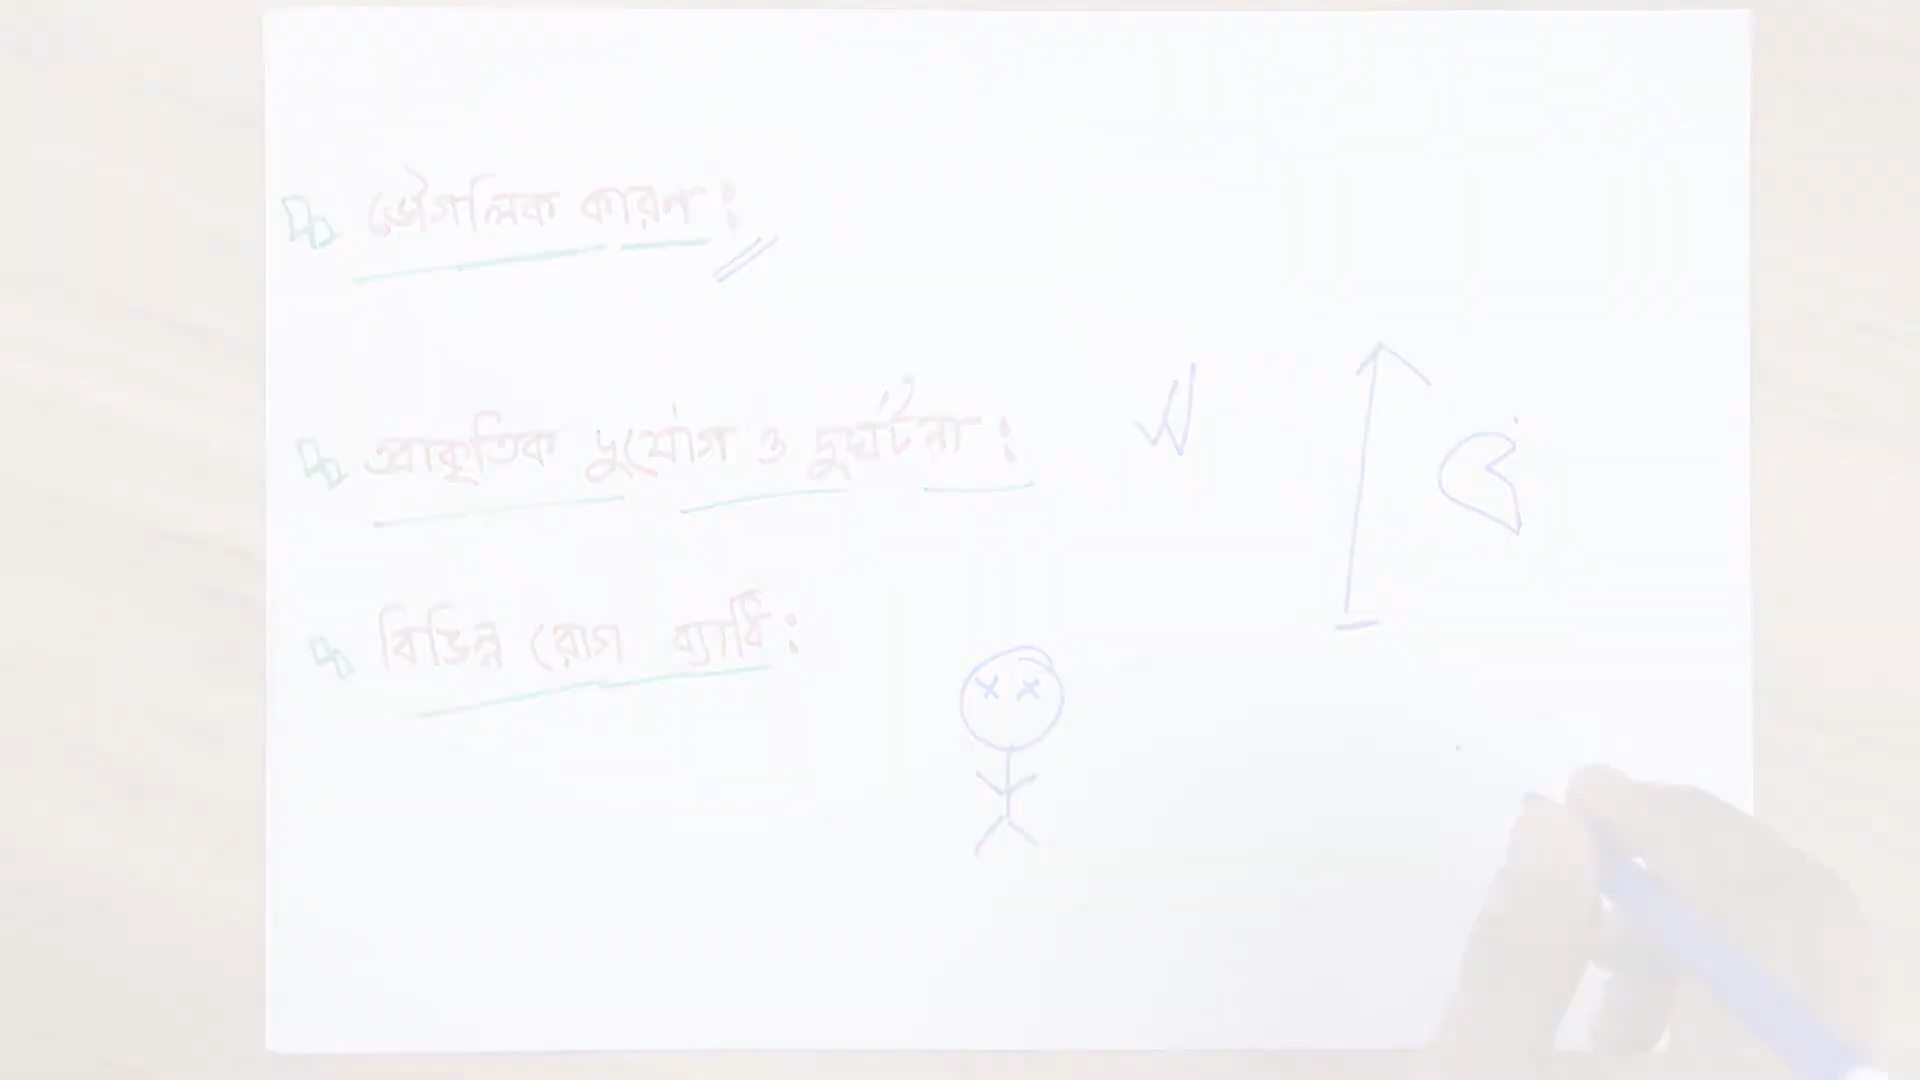 ভৌগলিক কারণ :
প্রাকৃতিক দুর্যোগ ও দুর্ঘটনা :
বিভিন্ন রোগ ব্যাধি :